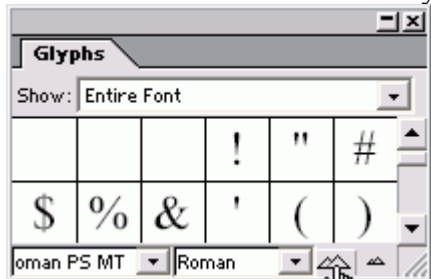 Glyphs
Show: Entire Font
! " #
$ % & ' ( )
oman PS MT Roman